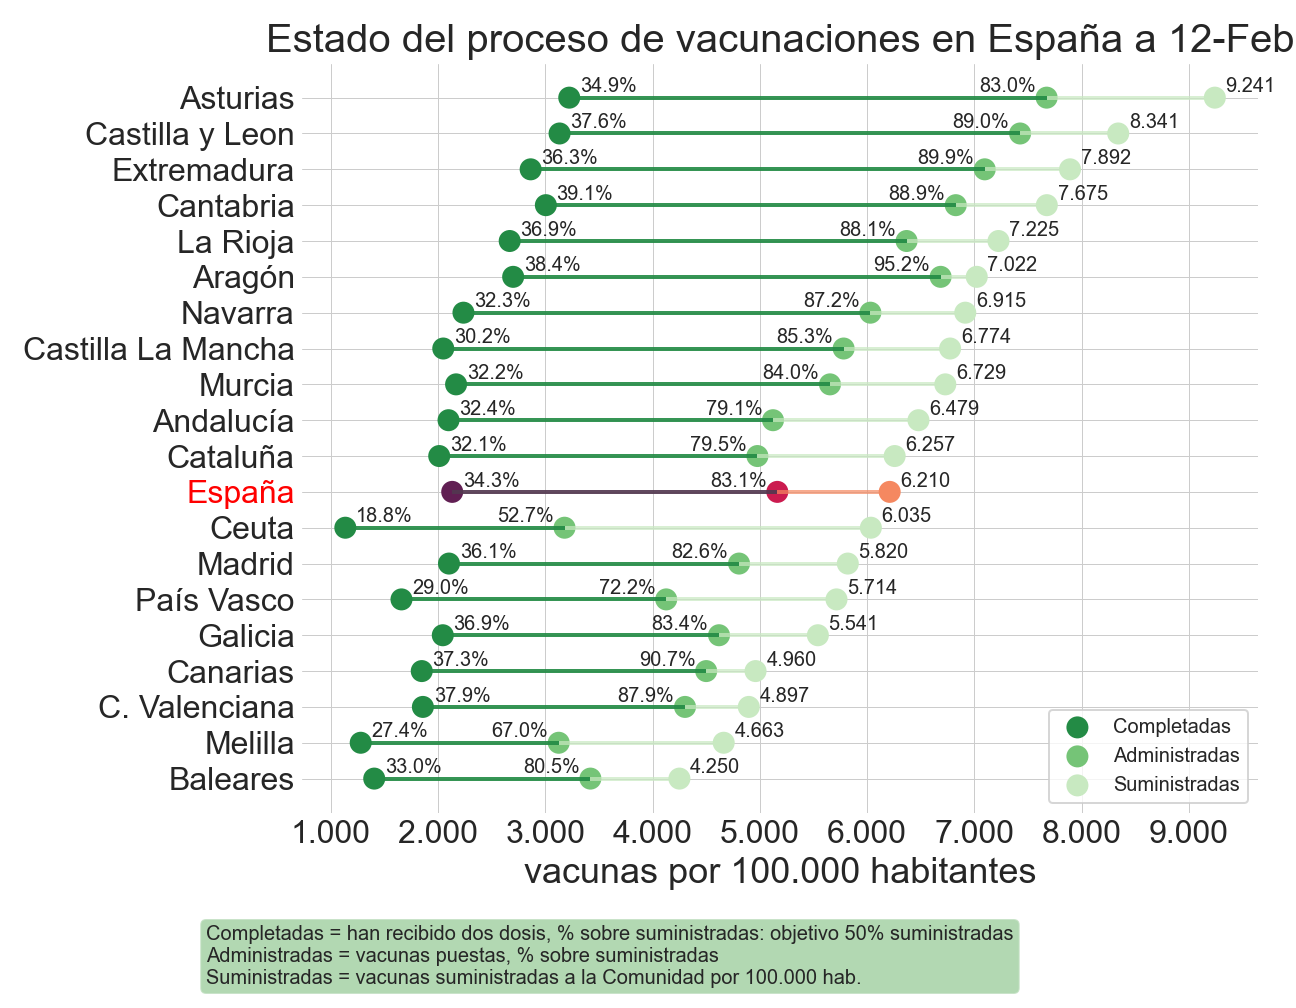 Estado del proceso de vacunaciones en España a 12-Feb
Asturias 34.9% 83.0% 9.241
Castilla y Leon 37.6% 89.0% 8.341
Extremadura 36.3% 89.9% 7.892
Cantabria 39.1% 88.9% 7.675
La Rioja 36.9% 88.1% 7.225
Aragón 38.4% 95.2% 7.022
Navarra 32.3% 87.2% 6.915
Castilla La Mancha 30.2% 85.3% 6.774
Murcia 32.2% 84.0% 6.729
Andalucía 32.4% 79.1% 6.479
Cataluña 32.1% 79.5% 6.257
España 34.3% 83.1% 6.210
Ceuta 18.8% 52.7% 6.035
Madrid 36.1% 82.6% 5.820
País Vasco 29.0% 72.2% 5.714
Galicia 36.9% 83.4% 5.541
Canarias 37.3% 90.7% 4.960
C. Valenciana 37.9% 87.9% 4.897
Melilla 27.4% 67.0% 4.663
Baleares 33.0% 80.5% 4.250
Completadas
Administradas
Suministradas
1.000 2.000 3.000 4.000 5.000 6.000 7.000 8.000 9.000
vacunas por 100.000 habitantes
Completadas = han recibido dos dosis, % sobre suministradas: objetivo 50% suministradas
Administradas = vacunas puestas, % sobre suministradas
Suministradas = vacunas suministradas a la Comunidad por 100.000 hab.